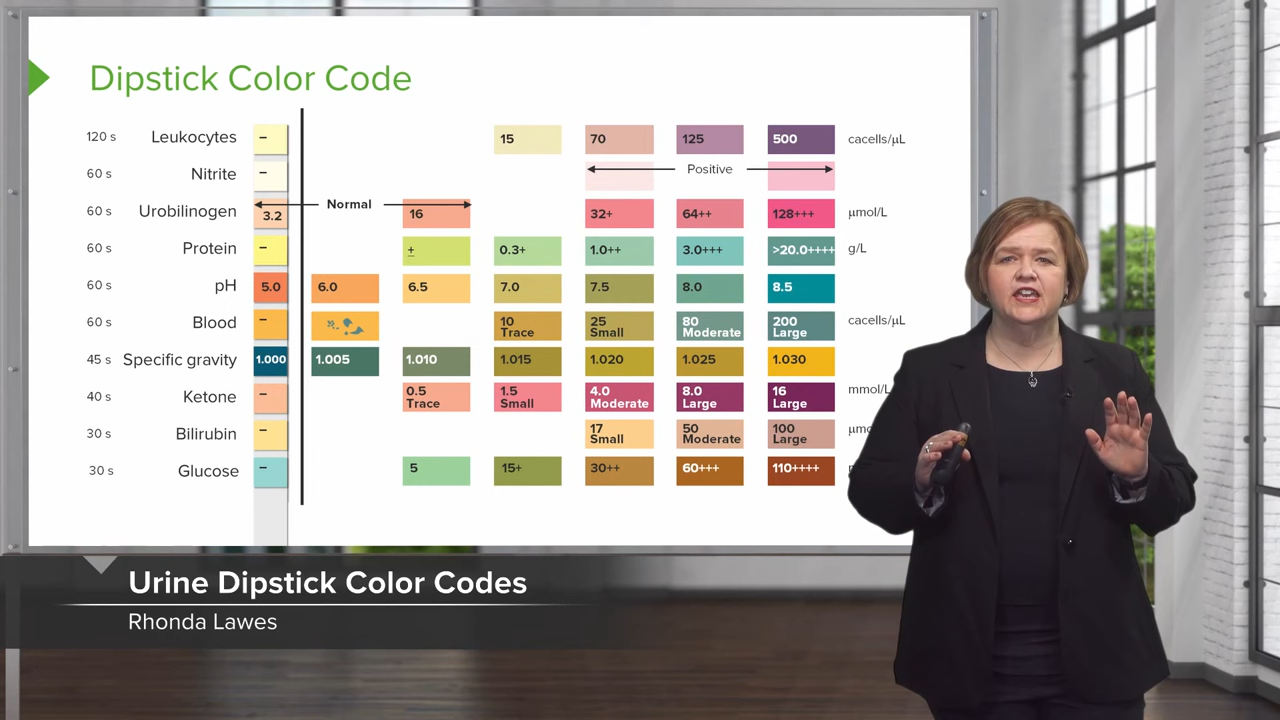 Dipstick Color Code
120 s Leukocytes – 15 70 125 500 cacells/μL
60 s Nitrite – Positive
60 s Urobilinogen 3.2 Normal 16 32+ 64++ 128+++ μmol/L
60 s Protein – + 0.3+ 1.0++ 3.0+++ >20.0++++ g/L
60 s pH 5.0 6.0 6.5 7.0 7.5 8.0 8.5
60 s Blood – 10 Trace 25 Small 80 Moderate 200 Large cacells/μL
45 s Specific gravity 1.000 1.005 1.010 1.015 1.020 1.025 1.030
40 s Ketone – 0.5 Trace 1.5 Small 4.0 Moderate 8.0 Large 16 Large mmol/L
30 s Bilirubin – 17 Small 50 Moderate 100 Large
30 s Glucose – 5 15+ 30++ 60+++ 110++++
Urine Dipstick Color Codes
Rhonda Lawes